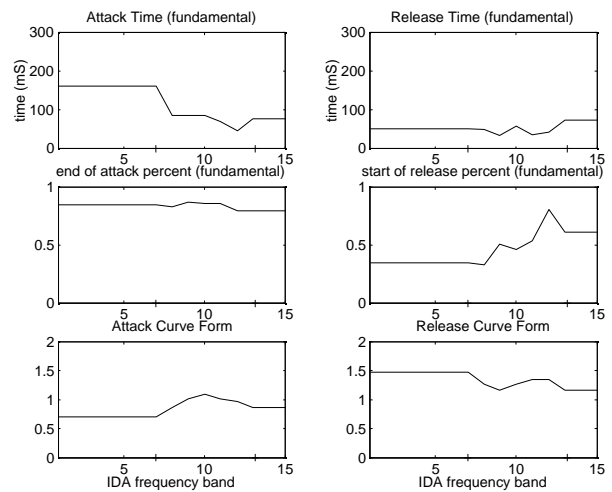 Attack Time (fundamental)
Release Time (fundamental)
300
200
100
0
time (mS)
5 10 15
300
200
100
0
time (mS)
5 10 15
end of attack percent (fundamental)
start of release percent (fundamental)
1
0.5
0
5 10 15
1
0.5
0
5 10 15
Attack Curve Form
Release Curve Form
2
1.5
1
0.5
0
5 10 15
IDA frequency band
2
1.5
1
0.5
0
5 10 15
IDA frequency band